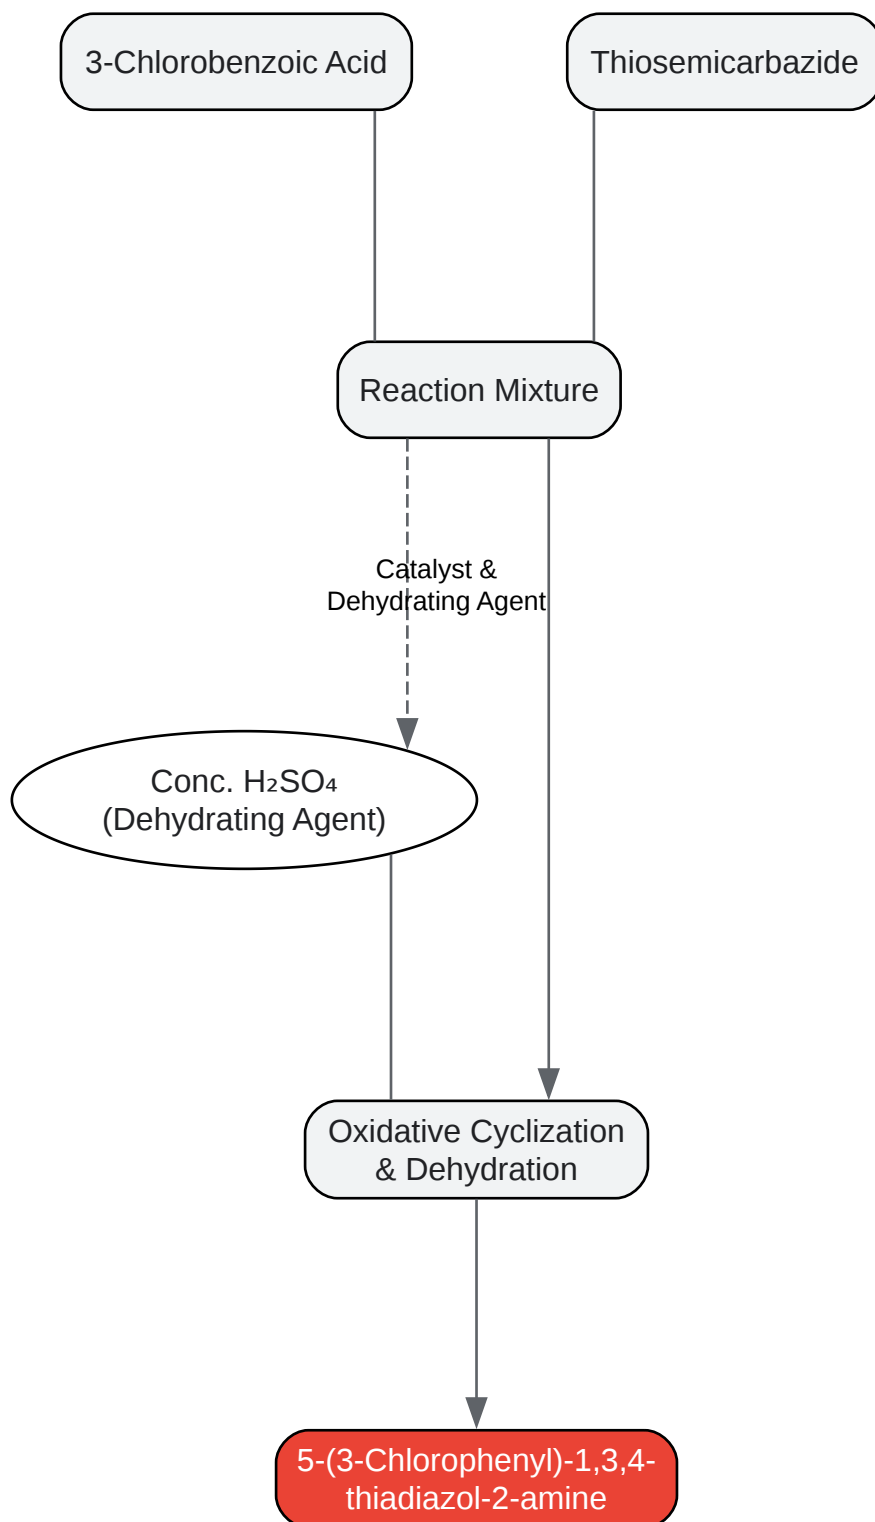 3-Chlorobenzoic Acid
Thiosemicarbazide
Reaction Mixture
Catalyst &
Dehydrating Agent
Conc. H₂SO₄
(Dehydrating Agent)
Oxidative Cyclization
& Dehydration
5-(3-Chlorophenyl)-1,3,4-
thiadiazol-2-amine